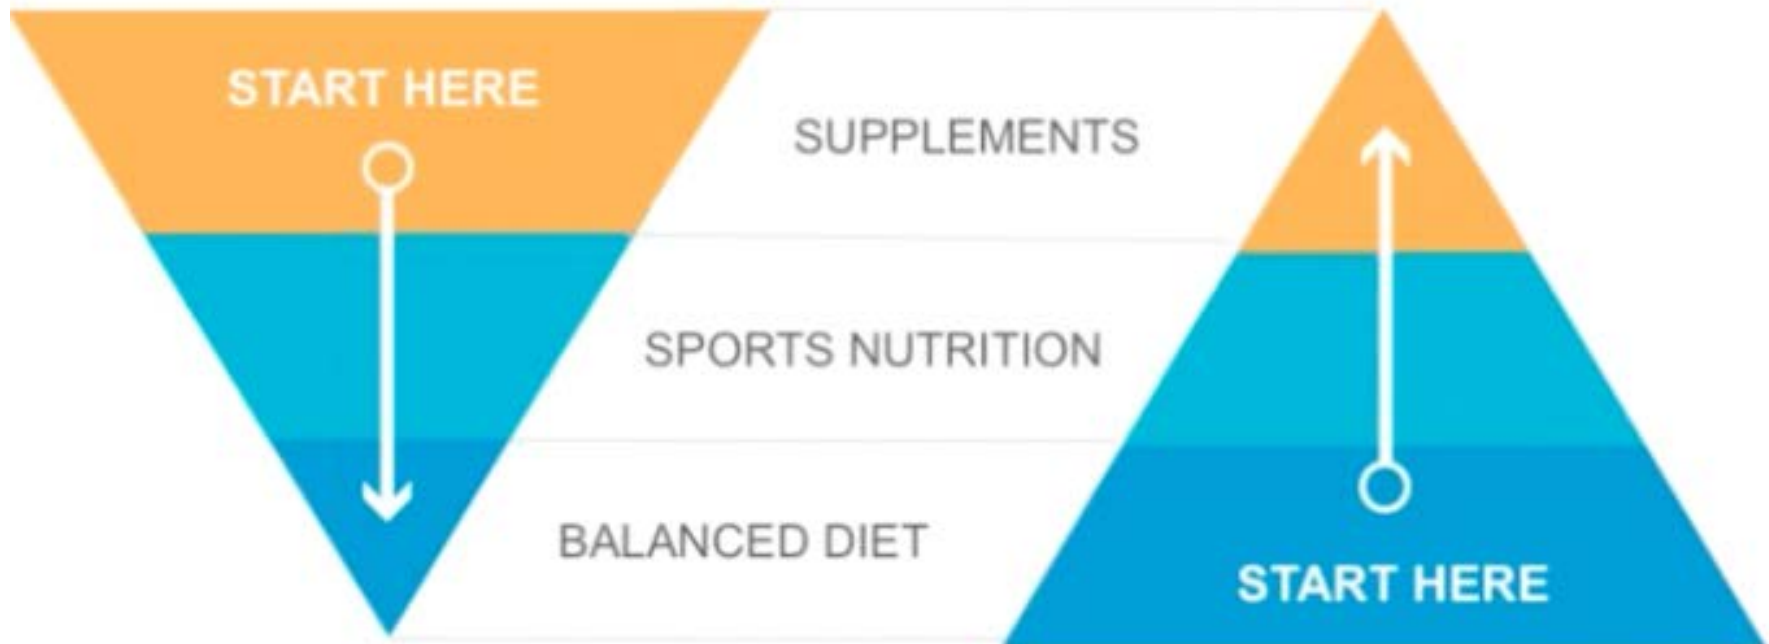 START HERE
SUPPLEMENTS
SPORTS NUTRITION
BALANCED DIET
START HERE